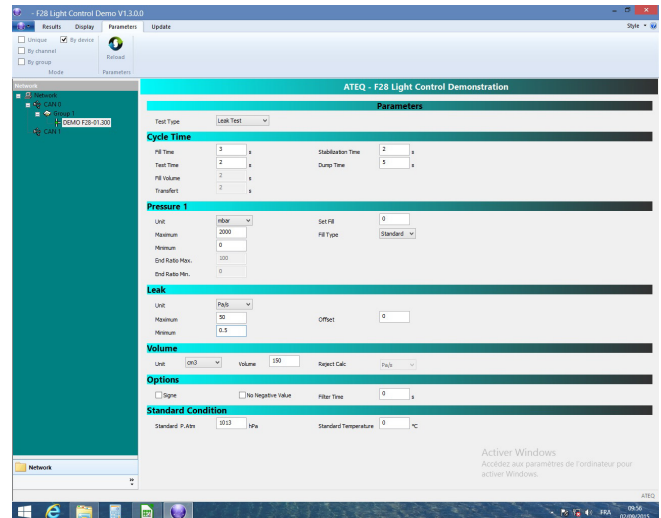 - F28 Light Control Demo V1.3.0.0
Results Display Parameters Update Style
Unique By device
By channel
By group
Reload
Mode Parameters
Network
ATEQ - F28 Light Control Demonstration
Network
CAN 0
Group 1
DEMO F28-01.300
CAN 1
Parameters
Test Type Leak Test
Cycle Time
Fill Time 3 s Stabilization Time 2 s
Test Time 2 s Dump Time 5 s
Fill Volume 2 s
Transfert 2 s
Pressure 1
Unit mbar Set Fill 0
Maximum 2000 Fill Type Standard
Minimum 0
End Ratio Max. 100
End Ratio Min. 0
Leak
Unit Pa/s
Maximum 50 Offset 0
Minimum 0.5
Volume
Unit cm3 Volume 150 Reject Calc Pa/s
Options
Signe No Negative Value Filter Time 0 s
Standard Condition
Standard P.Atm 1013 hPa Standard Temperature 0 °C
Activer Windows
Accédez aux paramètres de l'ordinateur pour
activer Windows.
Network
ATEQ
FRA 09:56
02/09/2015